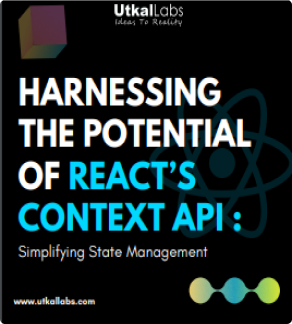 UtkalLabs
Ideas To Reality
HARNESSING
THE POTENTIAL
OF REACT'S
CONTEXT API :
Simplifying State Management
www.utkallabs.com